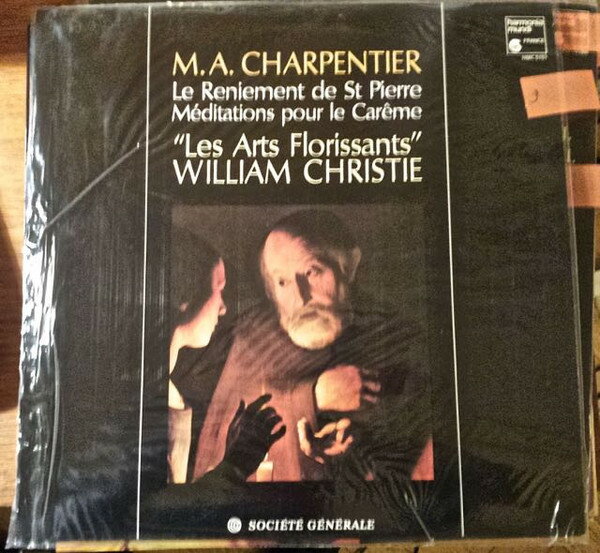 M.A. CHARPENTIER
Le Reniement de St Pierre
Méditations pour le Carême
"Les Arts Florissants"
WILLIAM CHRISTIE
harmonia
mundi
FRANCE
SOCIÉTÉ GÉNÉRALE